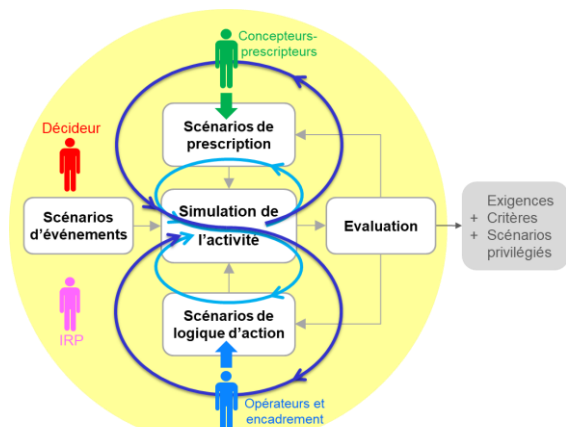 Concepteurs-
prescripteurs
Décideur
Scénarios de
prescription
Scénarios
d'événements
Simulation de
l'activité
Evaluation
Exigences
+ Critères
+ Scénarios
privilégiés
Scénarios de
logique d'action
IRP
Opérateurs et
encadrement